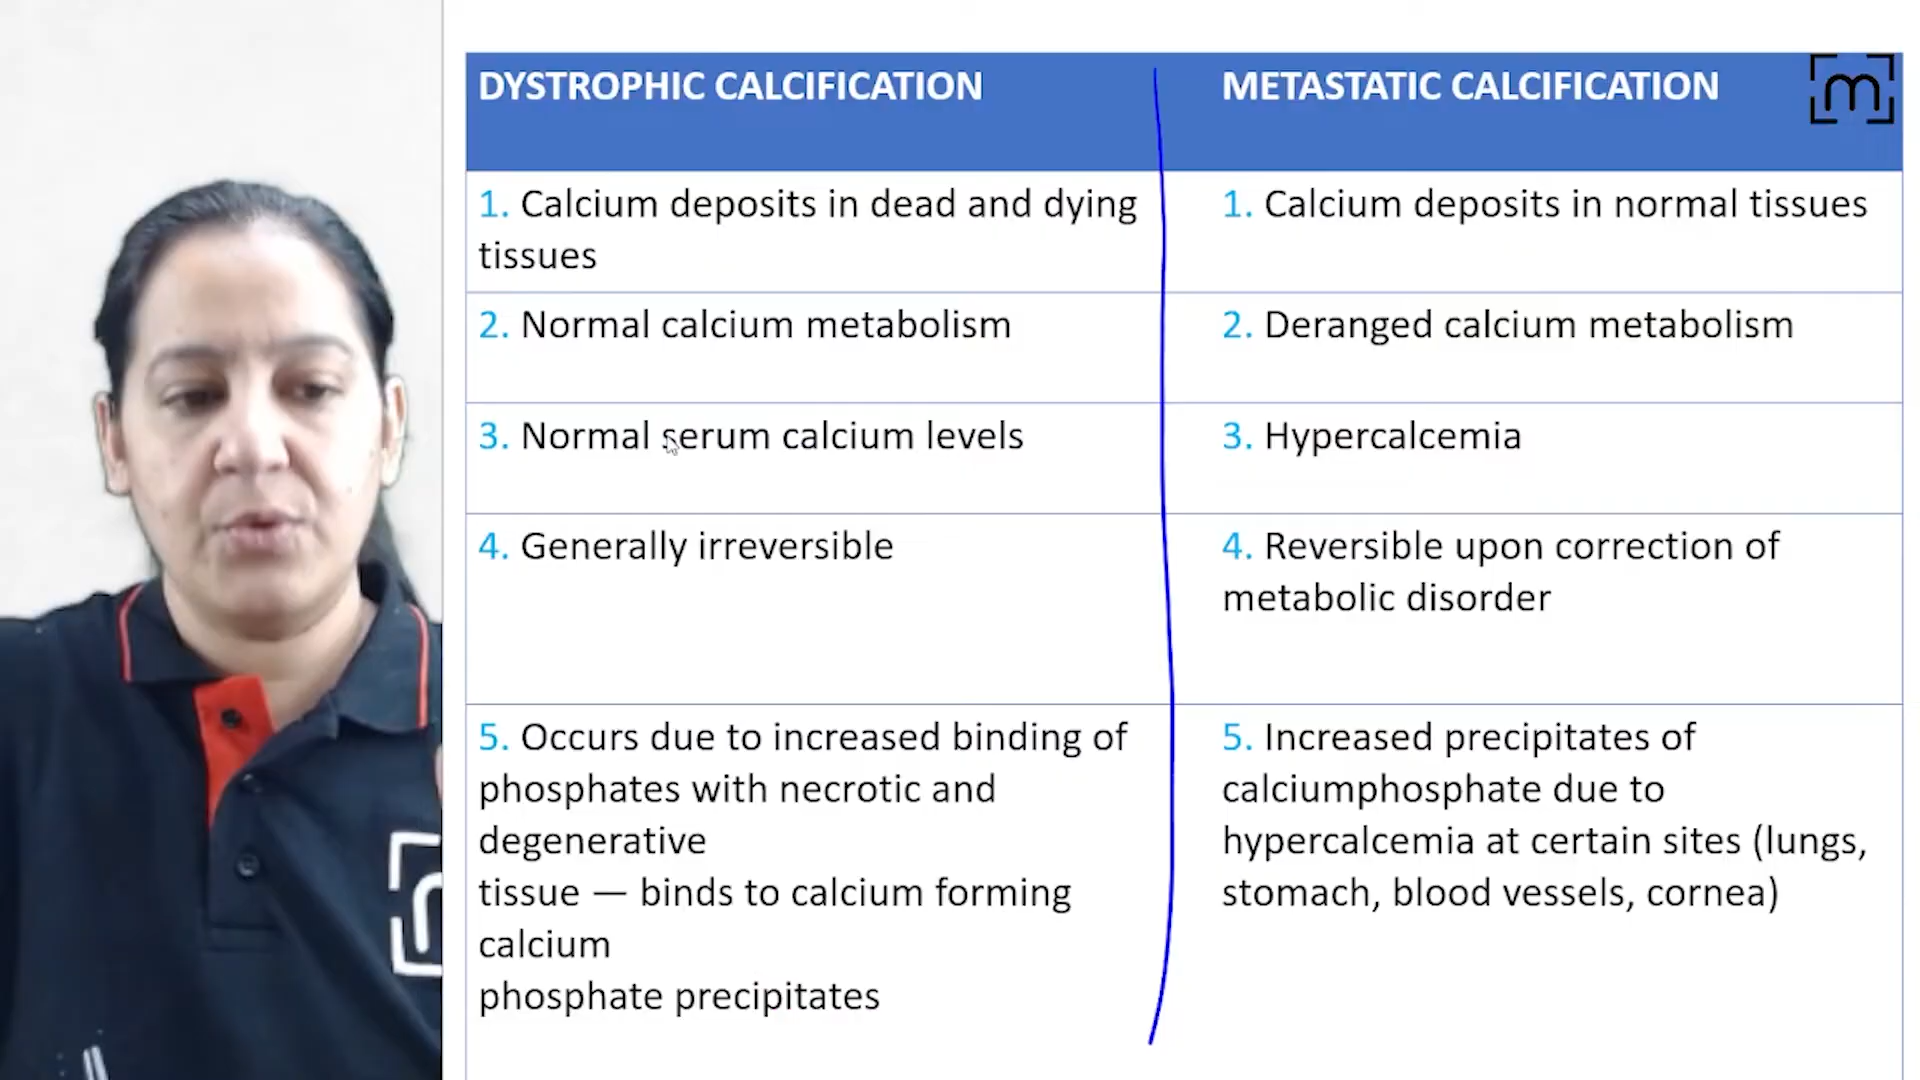 DYSTROPHIC CALCIFICATION
METASTATIC CALCIFICATION
m
1. Calcium deposits in dead and dying
tissues
1. Calcium deposits in normal tissues
2. Normal calcium metabolism
2. Deranged calcium metabolism
3. Normal serum calcium levels
3. Hypercalcemia
4. Generally irreversible
4. Reversible upon correction of
metabolic disorder
5. Occurs due to increased binding of
phosphates with necrotic and
degenerative
tissue — binds to calcium forming
calcium
phosphate precipitates
5. Increased precipitates of
calciumphosphate due to
hypercalcemia at certain sites (lungs,
stomach, blood vessels, cornea)